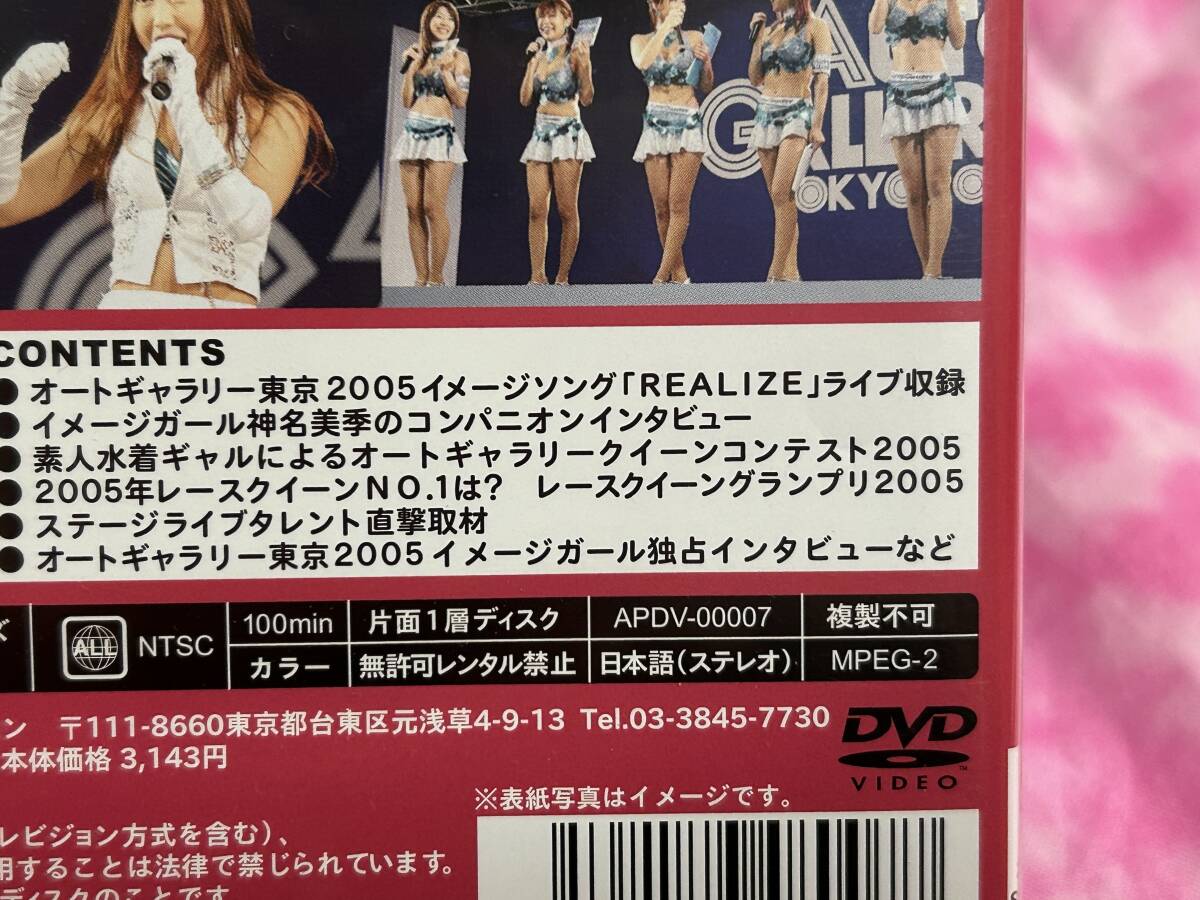 GALLER
TOKYO
CONTENTS
● オートギャラリー東京2005イメージソング「REALIZE」ライブ収録
● イメージガール神名美季のコンパニオンインタビュー
● 素人水着ギャルによるオートギャラリークイーンコンテスト2005
● 2005年レースクイーンNO.1は? レースクイーングランプリ2005
● ステージライブタレント直撃取材
● オートギャラリー東京2005イメージガール独占インタビューなど
ズ
ALL NTSC
100min 片面1層ディスク APDV-00007 複製不可
カラー 無許可レンタル禁止 日本語(ステレオ) MPEG-2
ン 〒111-8660東京都台東区元浅草4-9-13 Tel.03-3845-7730
本体価格 3,143円
DVD
VIDEO
TM
※表紙写真はイメージです。
レビジョン方式を含む)、
用することは法律で禁じられています。
ディスクのことです